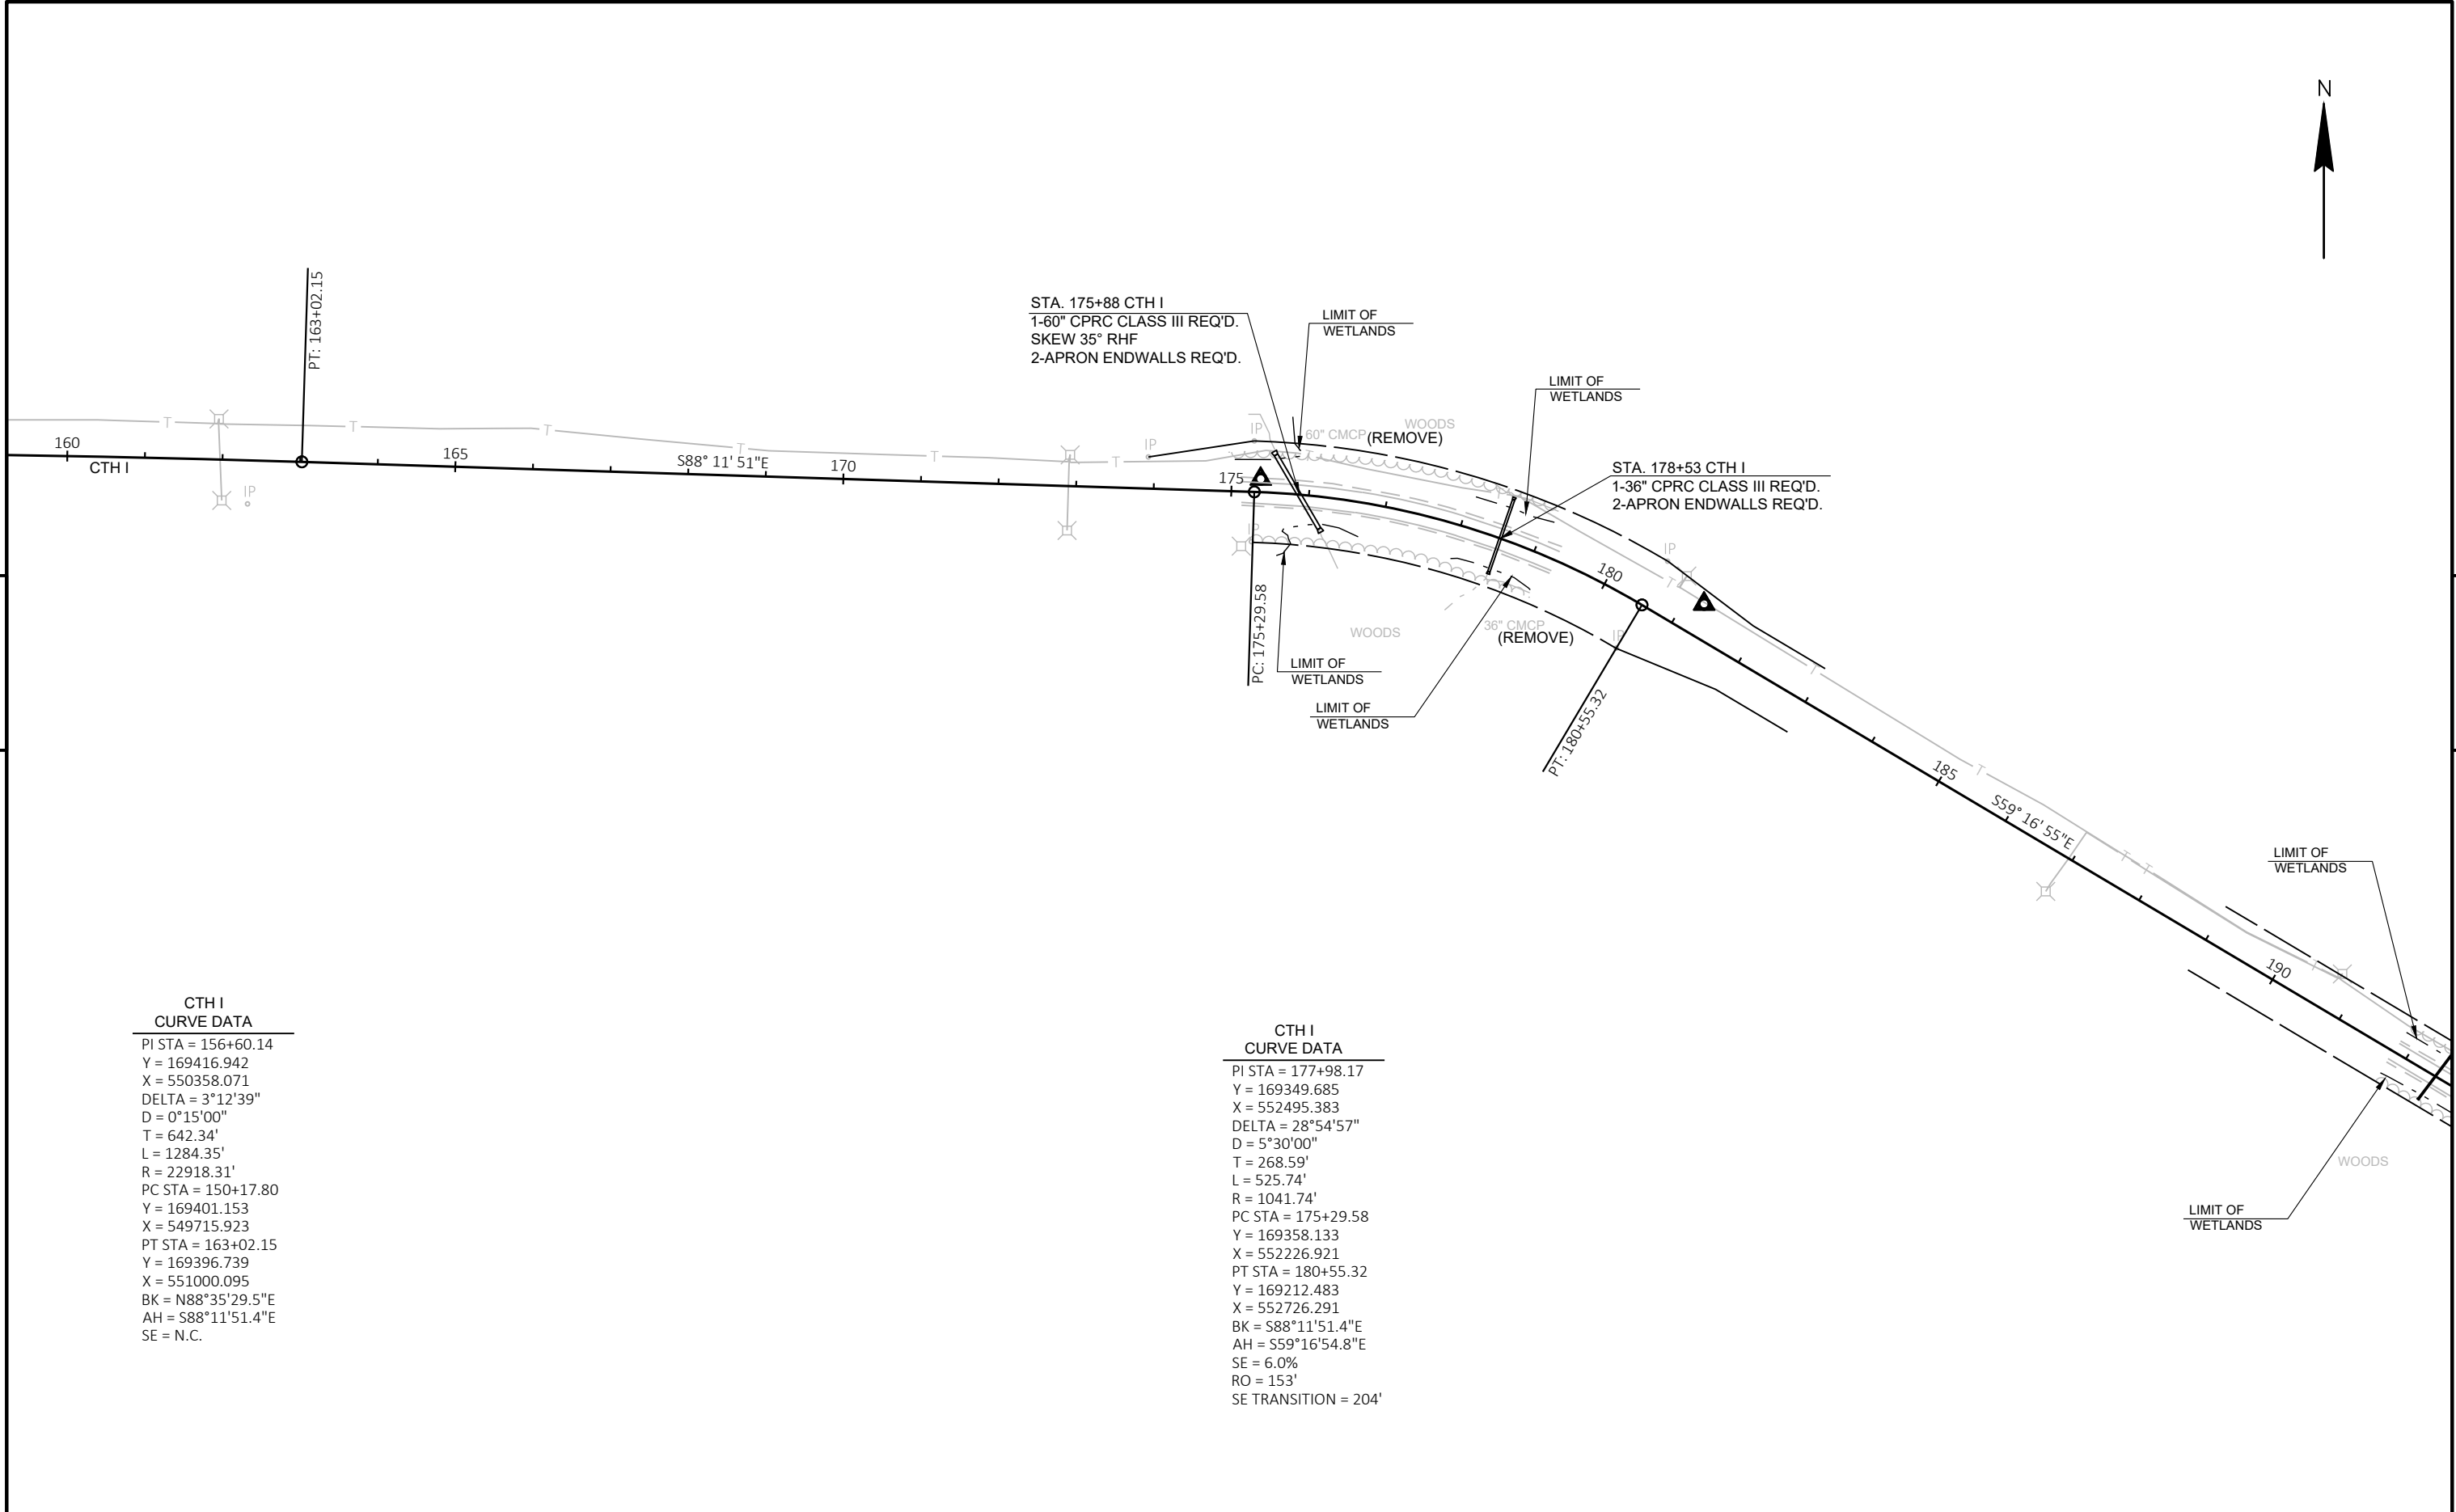 N
PT: 163+02.15
STA. 175+88 CTH I
1-60" CPRC CLASS III REQ'D.
SKEW 35° RHF
2-APRON ENDWALLS REQ'D.
LIMIT OF
WETLANDS
LIMIT OF
WETLANDS
T
T
T
T
T
T
T
160
CTH I
165
S88° 11' 51"E
170
175
IP
IP
IP
60" CMCP
(REMOVE)
WOODS
STA. 178+53 CTH I
1-36" CPRC CLASS III REQ'D.
2-APRON ENDWALLS REQ'D.
IP
IP
180
T
PC: 175+29.58
WOODS
36" CMCP
(REMOVE)
IP
LIMIT OF
WETLANDS
LIMIT OF
WETLANDS
PT: 180+55.32
T
185
T
S59° 16' 55"E
T
T
LIMIT OF
WETLANDS
190
T
WOODS
LIMIT OF
WETLANDS
CTH I
CURVE DATA
PI STA = 156+60.14
Y = 169416.942
X = 550358.071
DELTA = 3°12'39"
D = 0°15'00"
T = 642.34'
L = 1284.35'
R = 22918.31'
PC STA = 150+17.80
Y = 169401.153
X = 549715.923
PT STA = 163+02.15
Y = 169396.739
X = 551000.095
BK = N88°35'29.5"E
AH = S88°11'51.4"E
SE = N.C.
CTH I
CURVE DATA
PI STA = 177+98.17
Y = 169349.685
X = 552495.383
DELTA = 28°54'57"
D = 5°30'00"
T = 268.59'
L = 525.74'
R = 1041.74'
PC STA = 175+29.58
Y = 169358.133
X = 552226.921
PT STA = 180+55.32
Y = 169212.483
X = 552726.291
BK = S88°11'51.4"E
AH = S59°16'54.8"E
SE = 6.0%
RO = 153'
SE TRANSITION = 204'